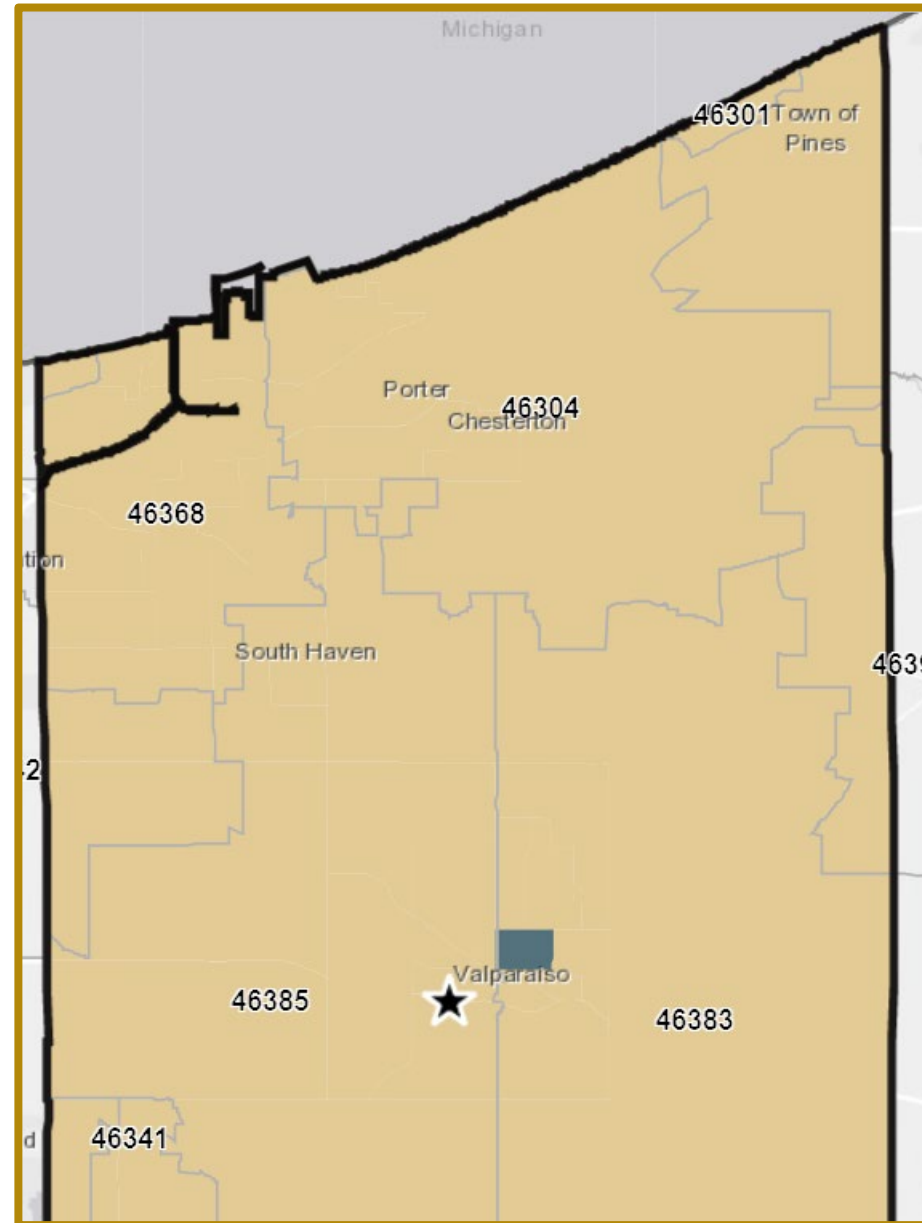 Michigan
46301
Town of
Pines
Porter
46304
Chesterton
46368
South Haven
Valparaiso
46385
46383
46341